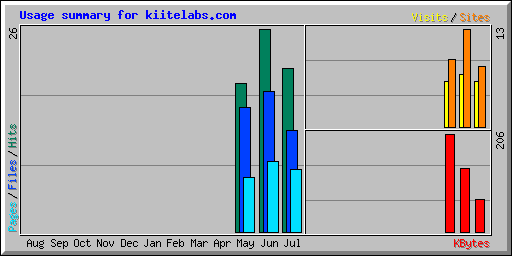 Usage summary for kiitelabs.com
Visits/Sites
26
13
Pages/Files/Hits
206
Aug Sep Oct Nov Dec Jan Feb Mar Apr May Jun Jul
KBytes